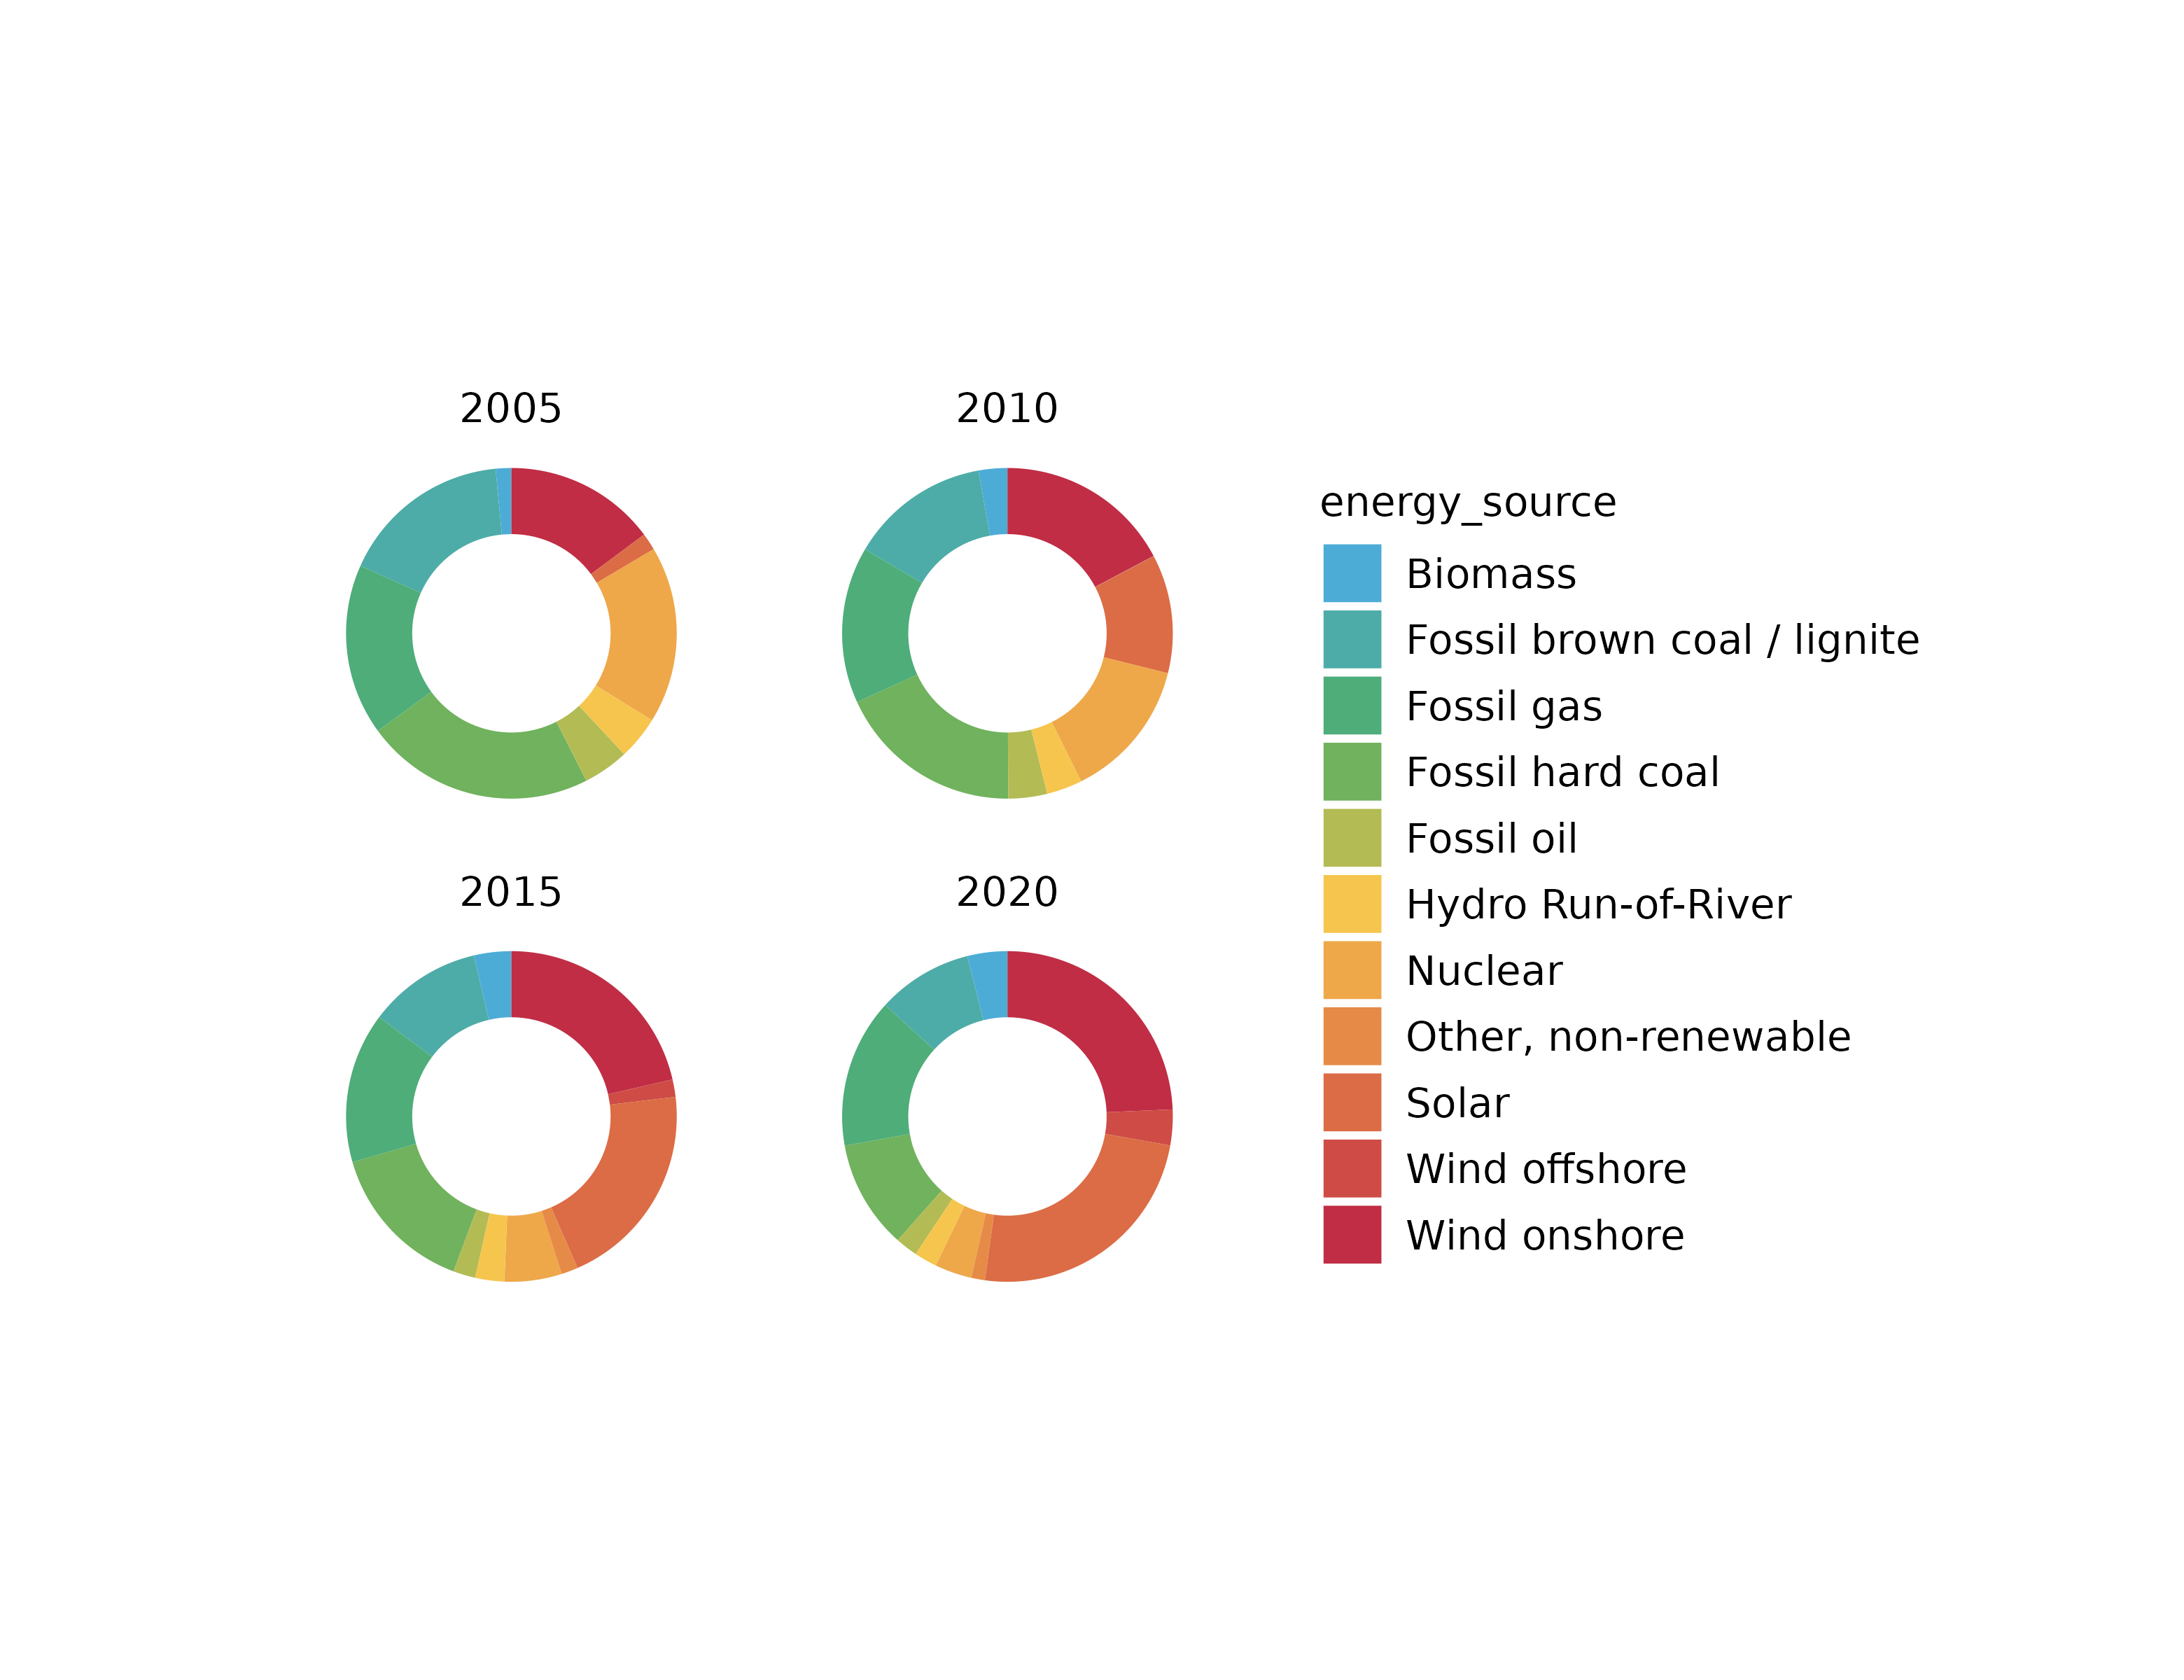 2005
2010
2015
2020
energy_source
Biomass
Fossil brown coal / lignite
Fossil gas
Fossil hard coal
Fossil oil
Hydro Run-of-River
Nuclear
Other, non-renewable
Solar
Wind offshore
Wind onshore